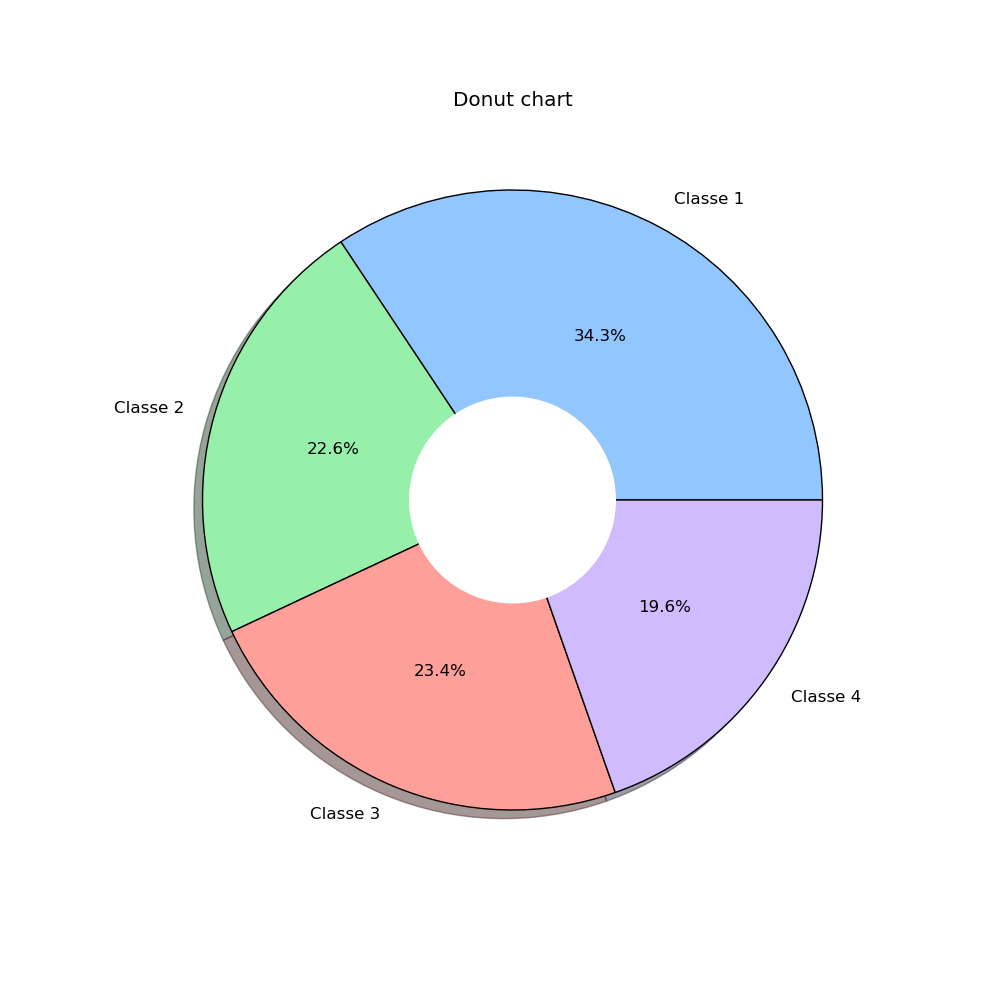 Donut chart
Classe 1
34.3%
Classe 2
22.6%
19.6%
23.4%
Classe 4
Classe 3